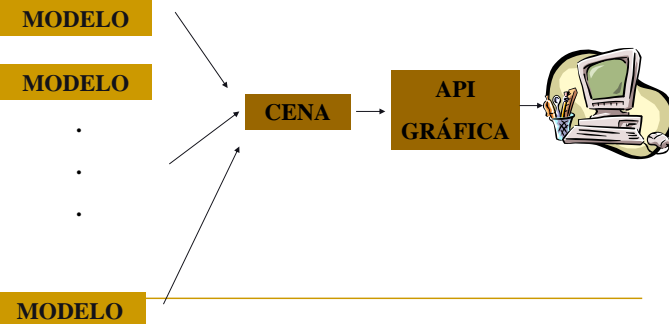 MODELO
MODELO
.
.
.
MODELO
CENA
API
GRÁFICA